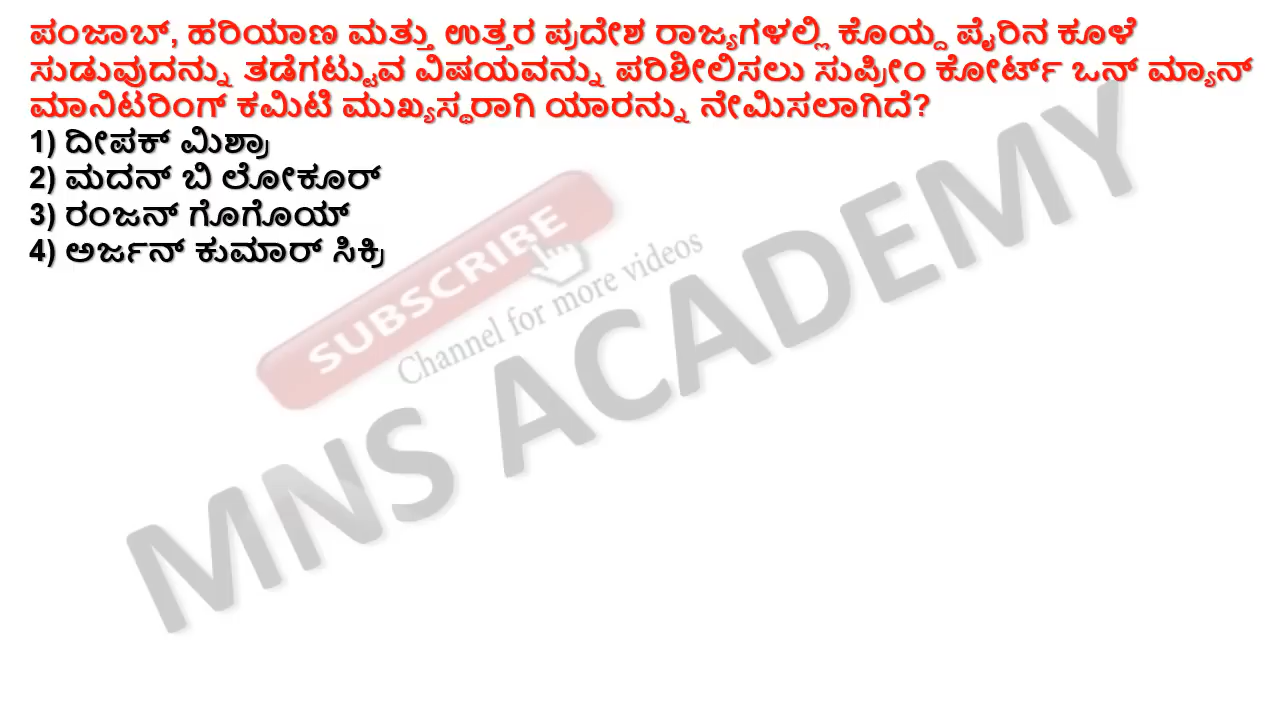 ಪಂಜಾಬ್, ಹರಿಯಾಣ ಮತ್ತು ಉತ್ತರ ಪ್ರದೇಶ ರಾಜ್ಯಗಳಲ್ಲಿ ಕೊಯ್ದ ಪೈರಿನ ಕೂಳೆ
ಸುಡುವುದನ್ನು ತಡೆಗಟ್ಟುವ ವಿಷಯವನ್ನು ಪರಿಶೀಲಿಸಲು ಸುಪ್ರೀಂ ಕೋರ್ಟ್ ಒನ್ ಮ್ಯಾನ್
ಮಾನಿಟರಿಂಗ್ ಕಮಿಟಿ ಮುಖ್ಯಸ್ಥರಾಗಿ ಯಾರನ್ನು ನೇಮಿಸಲಾಗಿದೆ?
1) ದೀಪಕ್ ಮಿಶ್ರಾ
2) ಮದನ್ ಬಿ ಲೋಕೂರ್
3) ರಂಜನ್ ಗೊಗೊಯ್
4) ಅರ್ಜನ್ ಕುಮಾರ್ ಸಿಕ್ರಿ
SUBSCRIBE
Channel for more videos
MNS ACADEMY